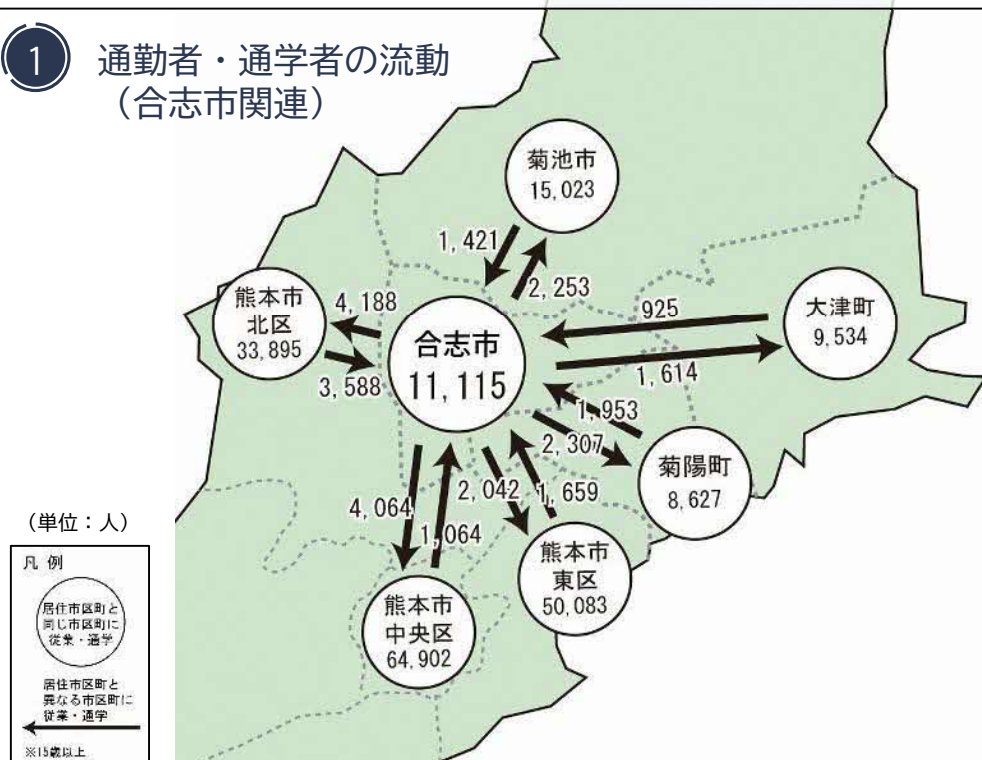 1
通勤者・通学者の流動
（合志市関連）
菊池市
15,023
1,421
2,253
熊本市
北区
33,895
4,188
3,588
合志市
11,115
925
1,614
大津町
9,534
1,953
2,307
菊陽町
8,627
4,064
1,064
2,042
1,659
熊本市
東区
50,083
熊本市
中央区
64,902
（単位：人）
凡 例
居住市区町と
同じ市区町に
従業・通学
居住市区町と
異なる市区町に
従業・通学
※15歳以上